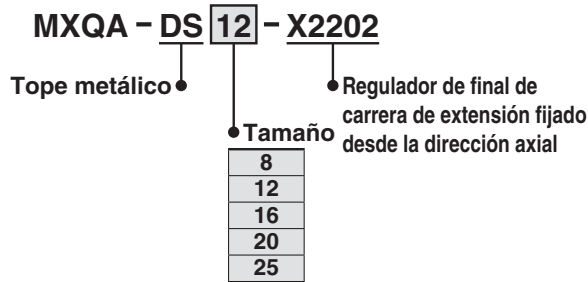 MXQA – DS 12 – X2202
Tope metálico
Regulador de final de
carrera de extensión fijado
desde la dirección axial
Tamaño
8
12
16
20
25